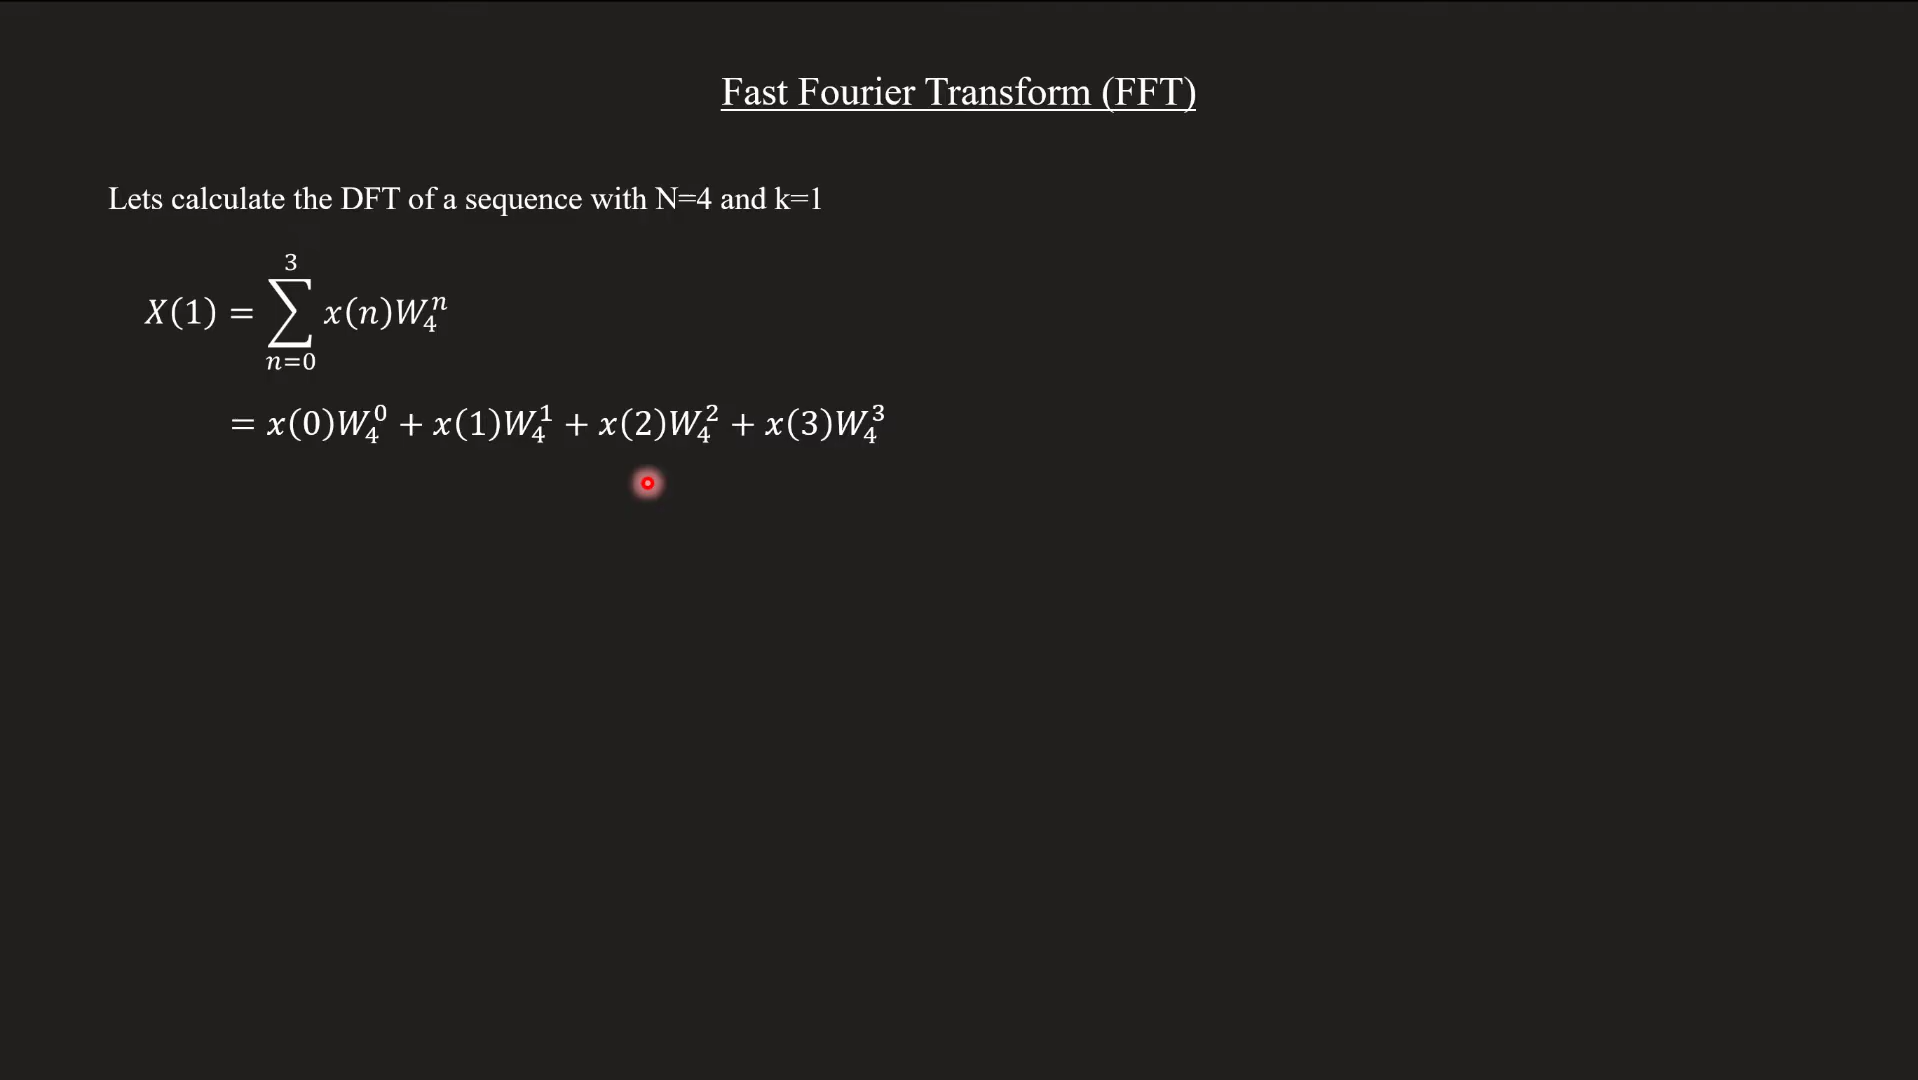 Fast Fourier Transform (FFT)
Lets calculate the DFT of a sequence with N=4 and k=1
$X(1) = \sum_{n=0}^{3} x(n)W_4^n$
$= x(0)W_4^0 + x(1)W_4^1 + x(2)W_4^2 + x(3)W_4^3$